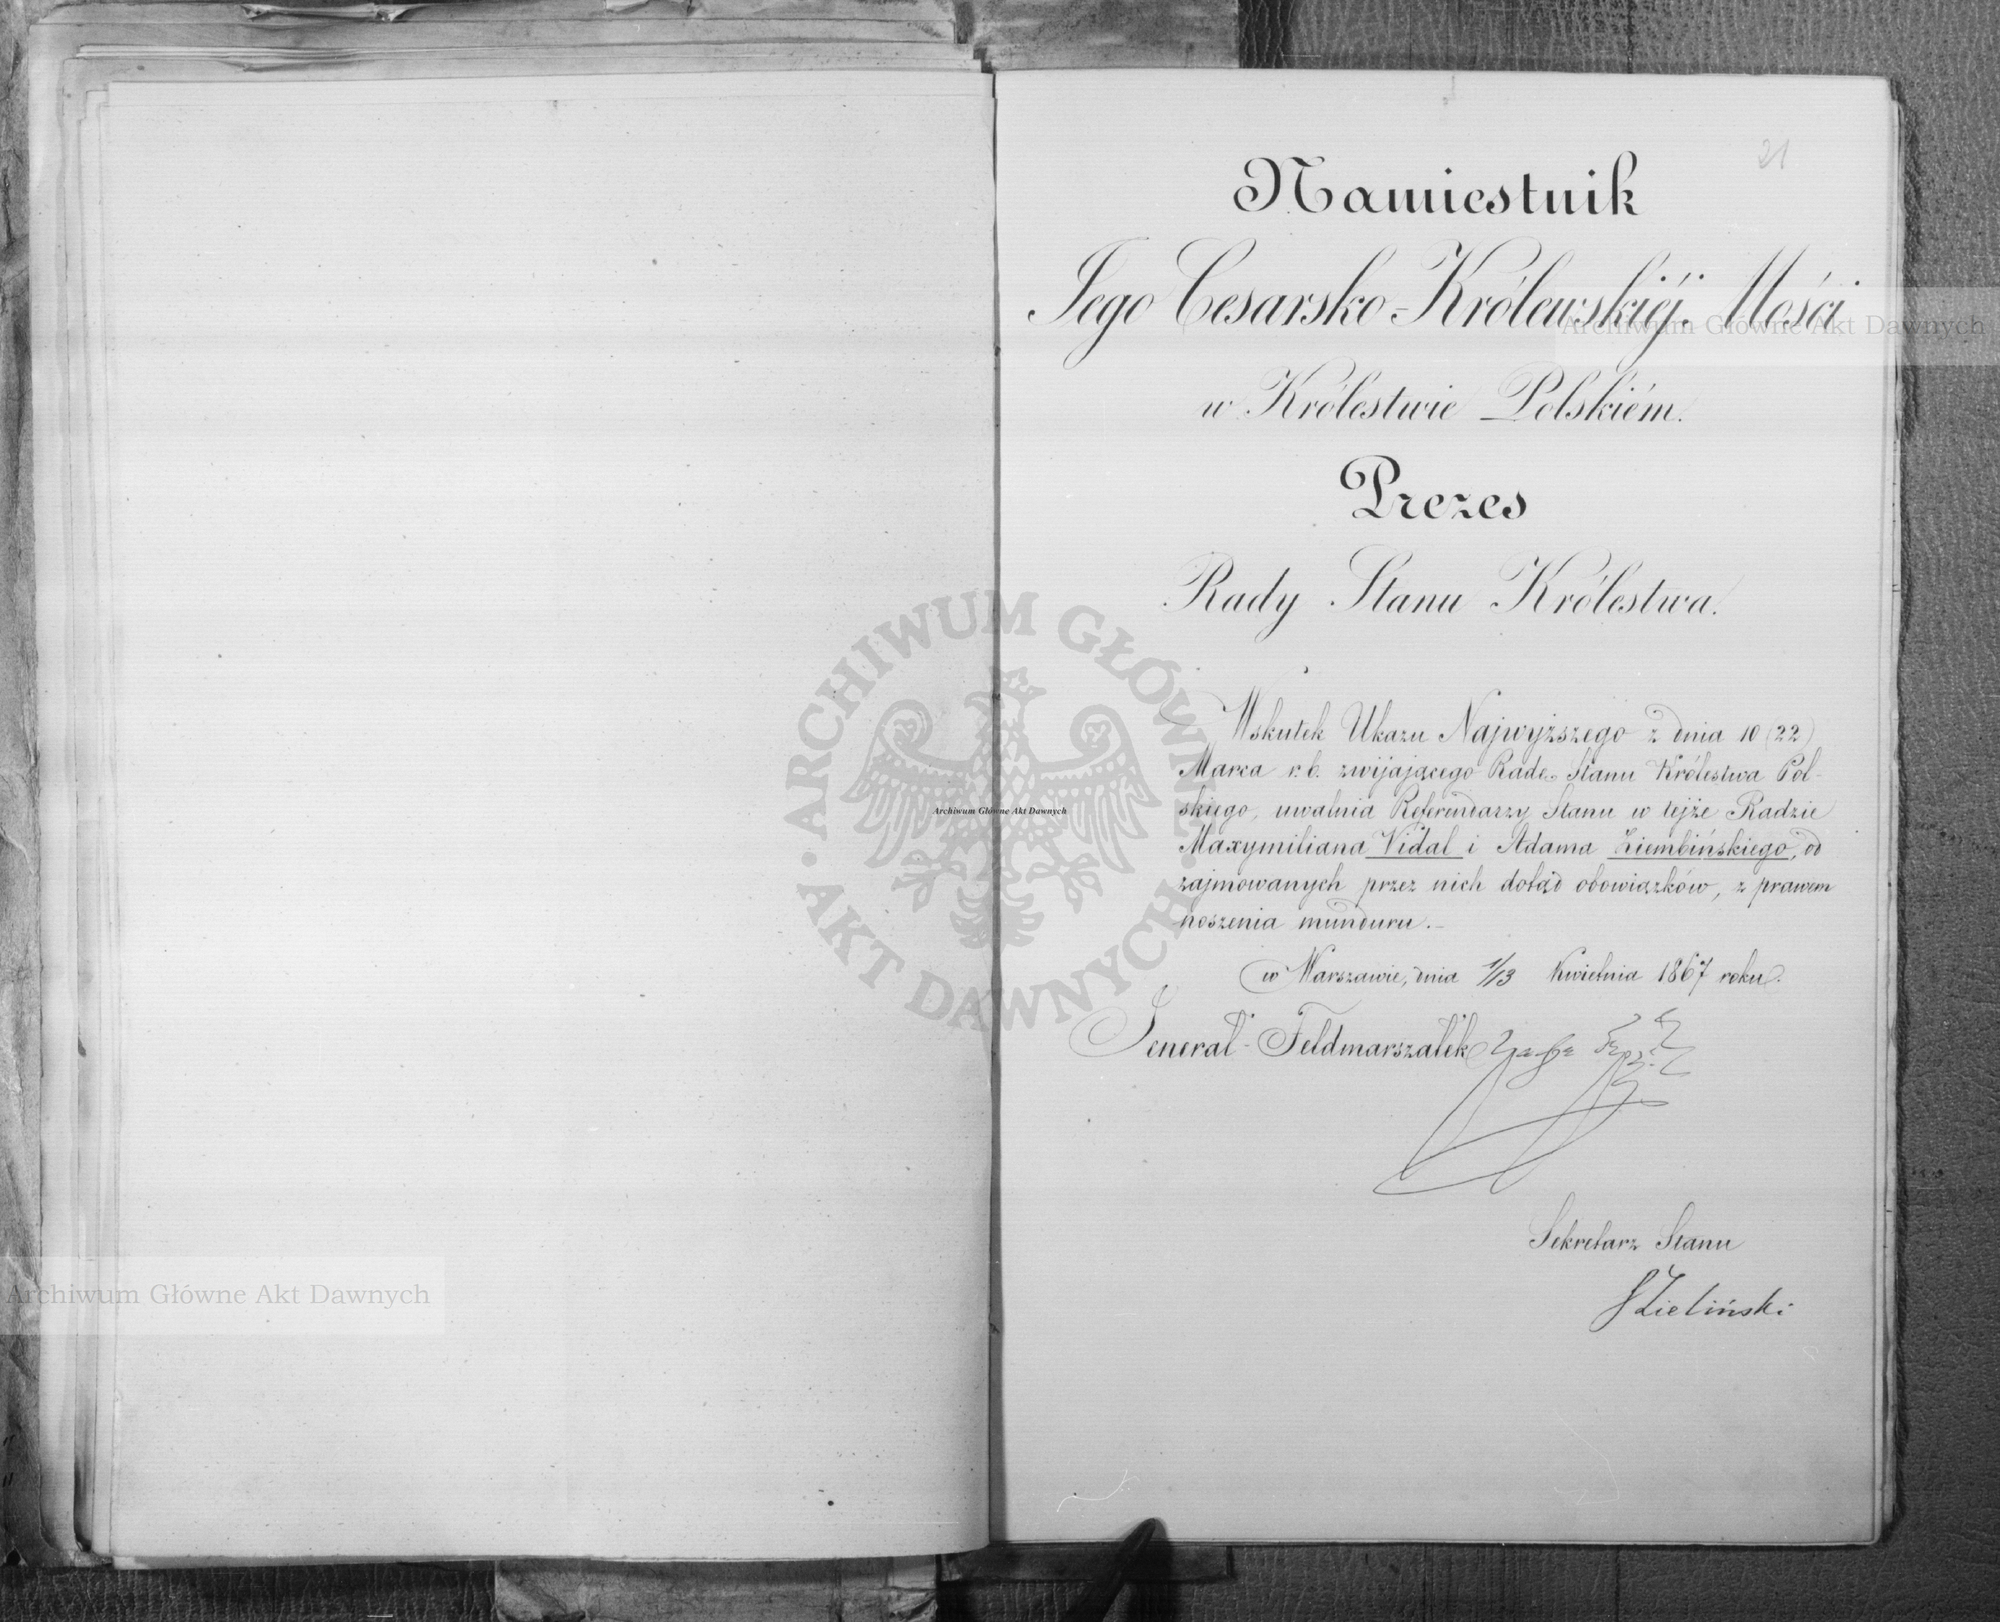 21
Namiestnik
Jego Cesarsko-Królewskiéj Mości
w Królestwie Polskiém.
Prezes
Rady Stanu Królestwa.
Wskutek Ukazu Najwyższego z dnia 10 (22)
Marca r.b. zwijającego Radę Stanu Królestwa Pol-
skiego, uwalnia Referendarzy Stanu w tejże Radzie
Maxymiliana Vidal i Adama Ziembińskiego, od
zajmowanych przez nich dotąd obowiązków, z prawem
noszenia munduru.-
w Warszawie, dnia 1/13 Kwietnia 1867 roku.
Jenerał-Feldmarszałek
Sekretarz Stanu
Zieliński
ARCHIWUM GŁÓWNE AKT DAWNYCH
Archiwum Główne Akt Dawnych
Archiwum Główne Akt Dawnych
Archiwum Główne Akt Dawnych